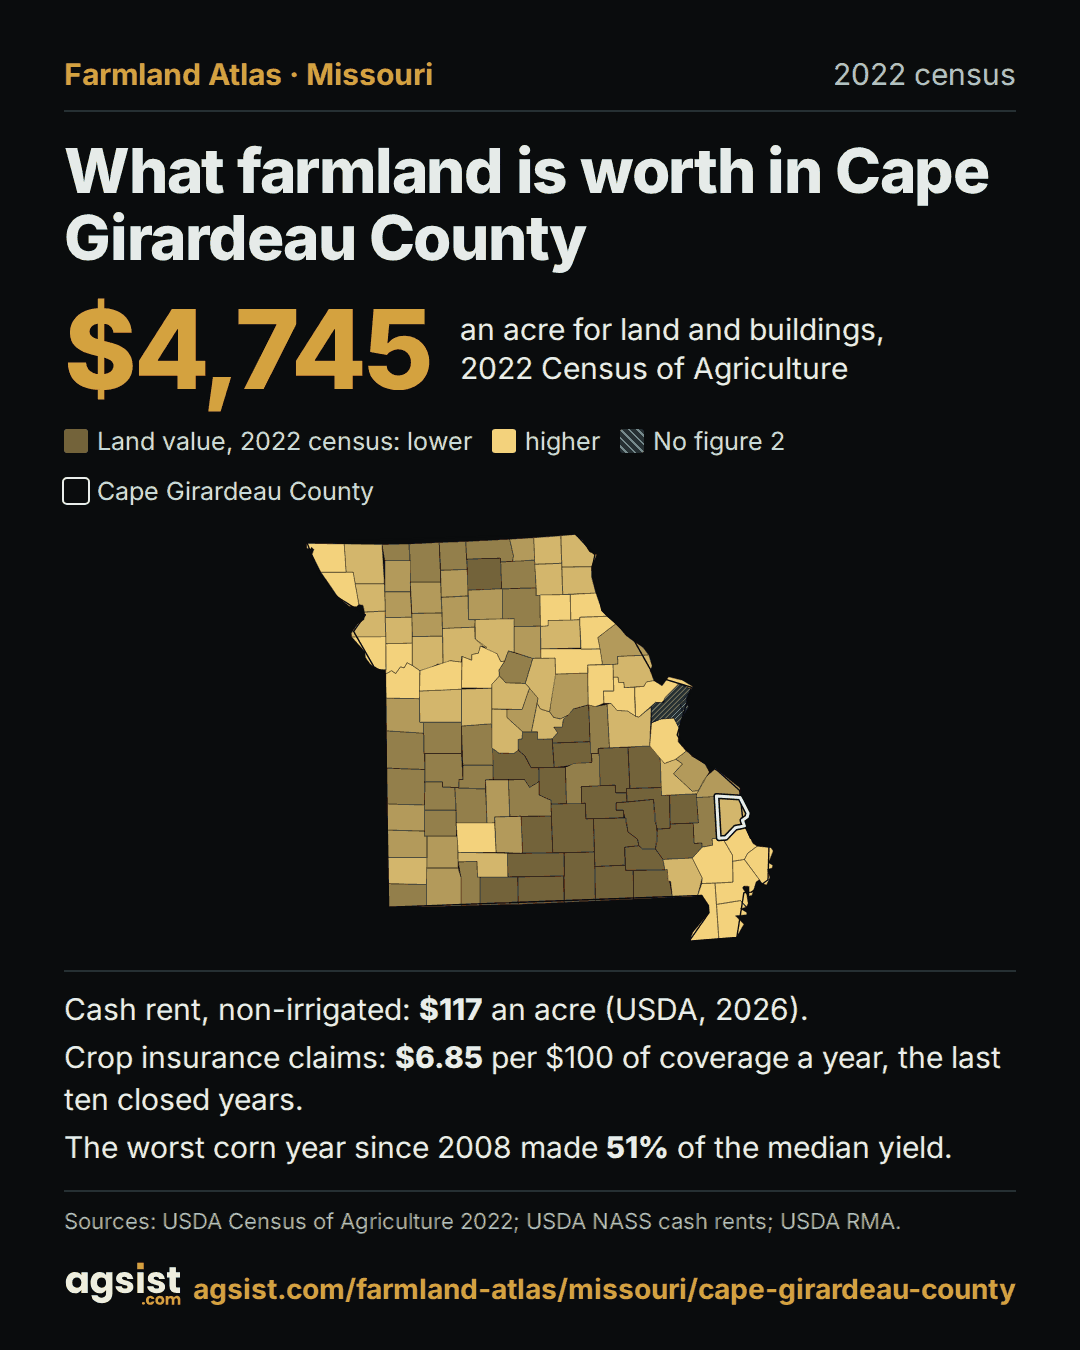 Farmland Atlas · Missouri
2022 census
What farmland is worth in Cape
Girardeau County
$4,745
an acre for land and buildings,
2022 Census of Agriculture
Land value, 2022 census: lower
higher
No figure 2
Cape Girardeau County
Cash rent, non-irrigated: $117 an acre (USDA, 2026).
Crop insurance claims: $6.85 per $100 of coverage a year, the last
ten closed years.
The worst corn year since 2008 made 51% of the median yield.
Sources: USDA Census of Agriculture 2022; USDA NASS cash rents; USDA RMA.
agsist
.com
agsist.com/farmland-atlas/missouri/cape-girardeau-county